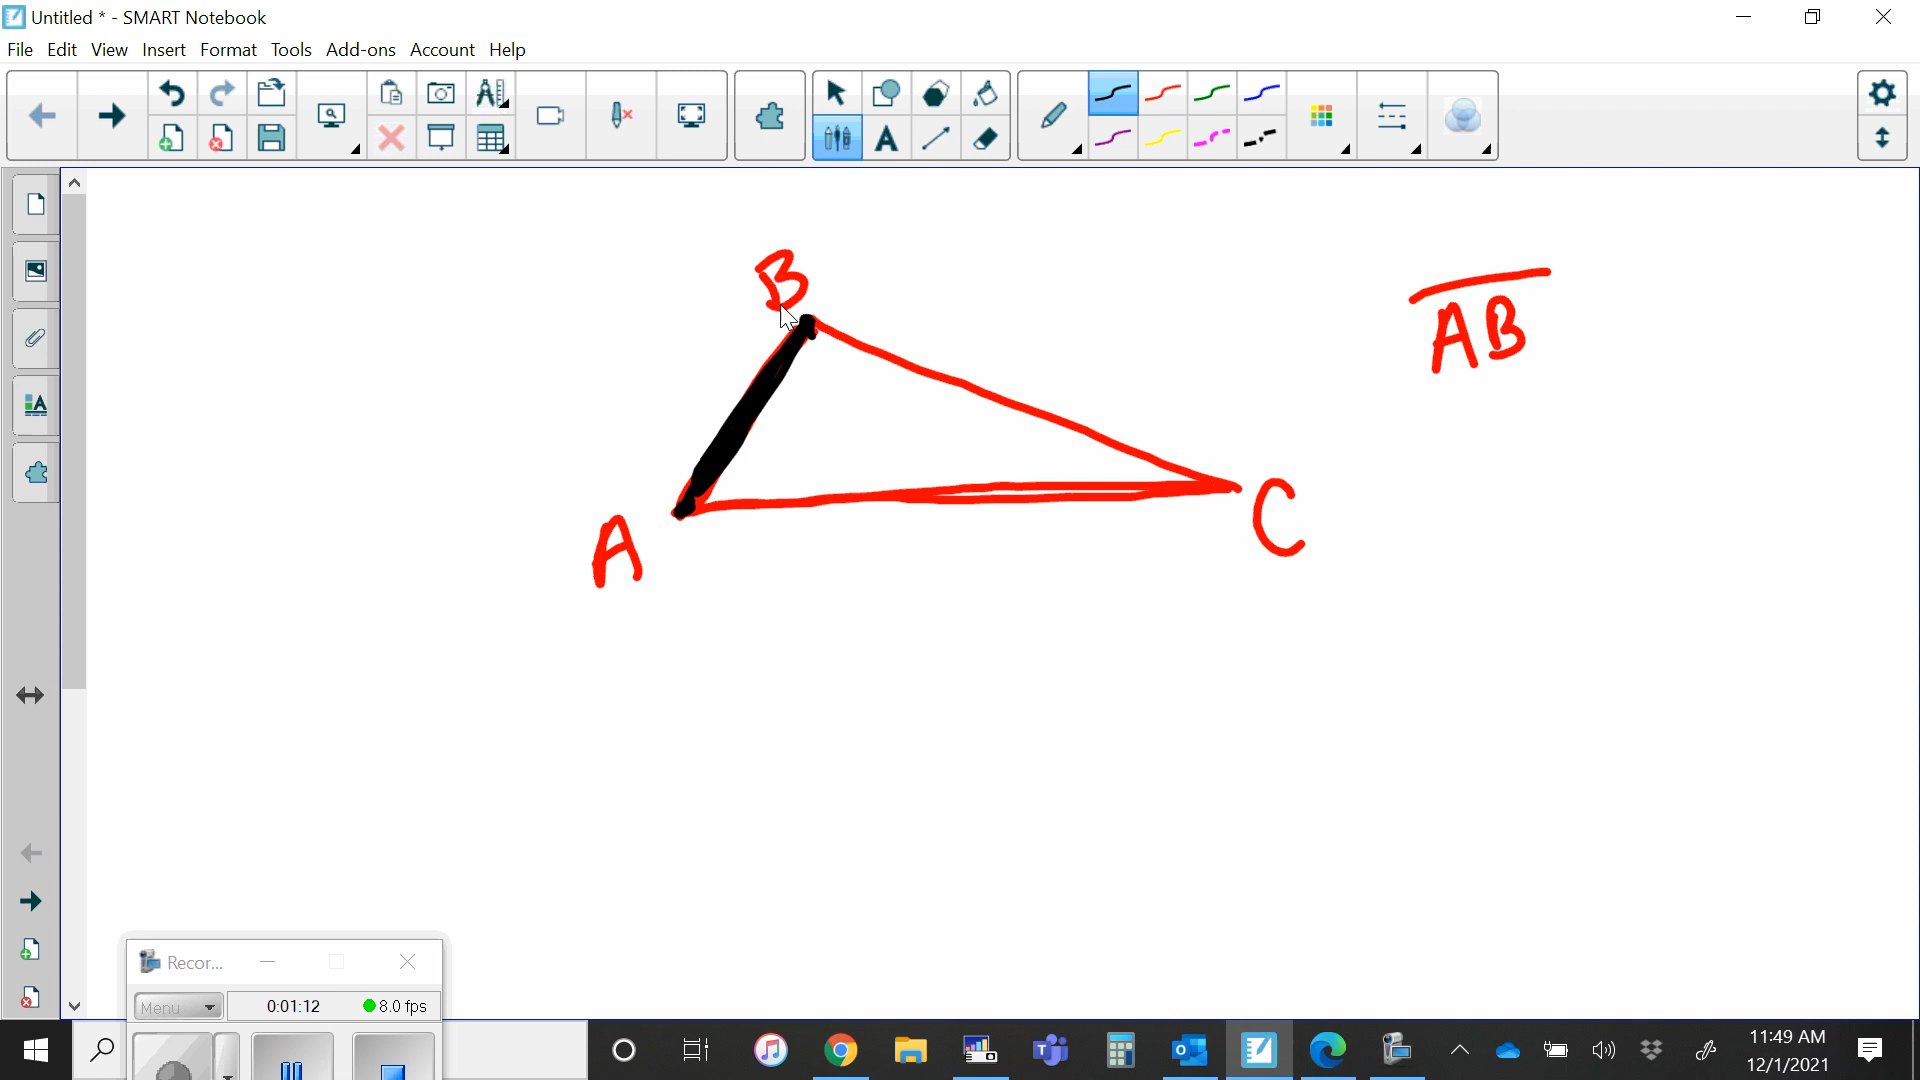 Untitled * - SMART Notebook
File Edit View Insert Format Tools Add-ons Account Help
B
AB
A
C
Recor...
Menu 0:01:12 8.0 fps
11:49 AM
12/1/2021